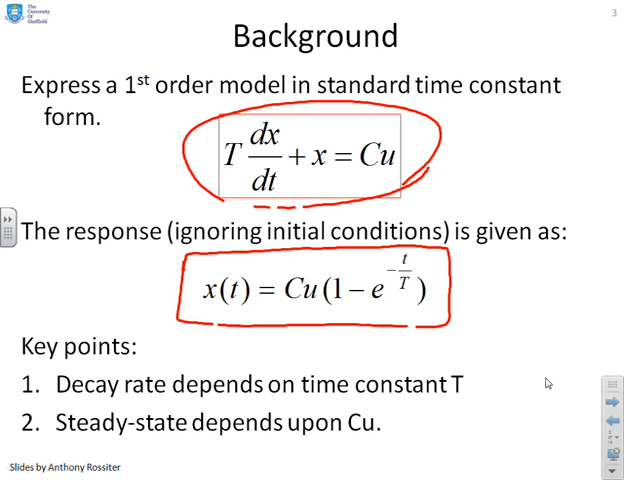 The
University
Of
Sheffield.
3
Background
Express a 1st order model in standard time constant
form.
T dx/dt + x = Cu
The response (ignoring initial conditions) is given as:
x(t) = Cu(1 − e^(−t/T))
Key points:
1. Decay rate depends on time constant T
2. Steady-state depends upon Cu.
Slides by Anthony Rossiter